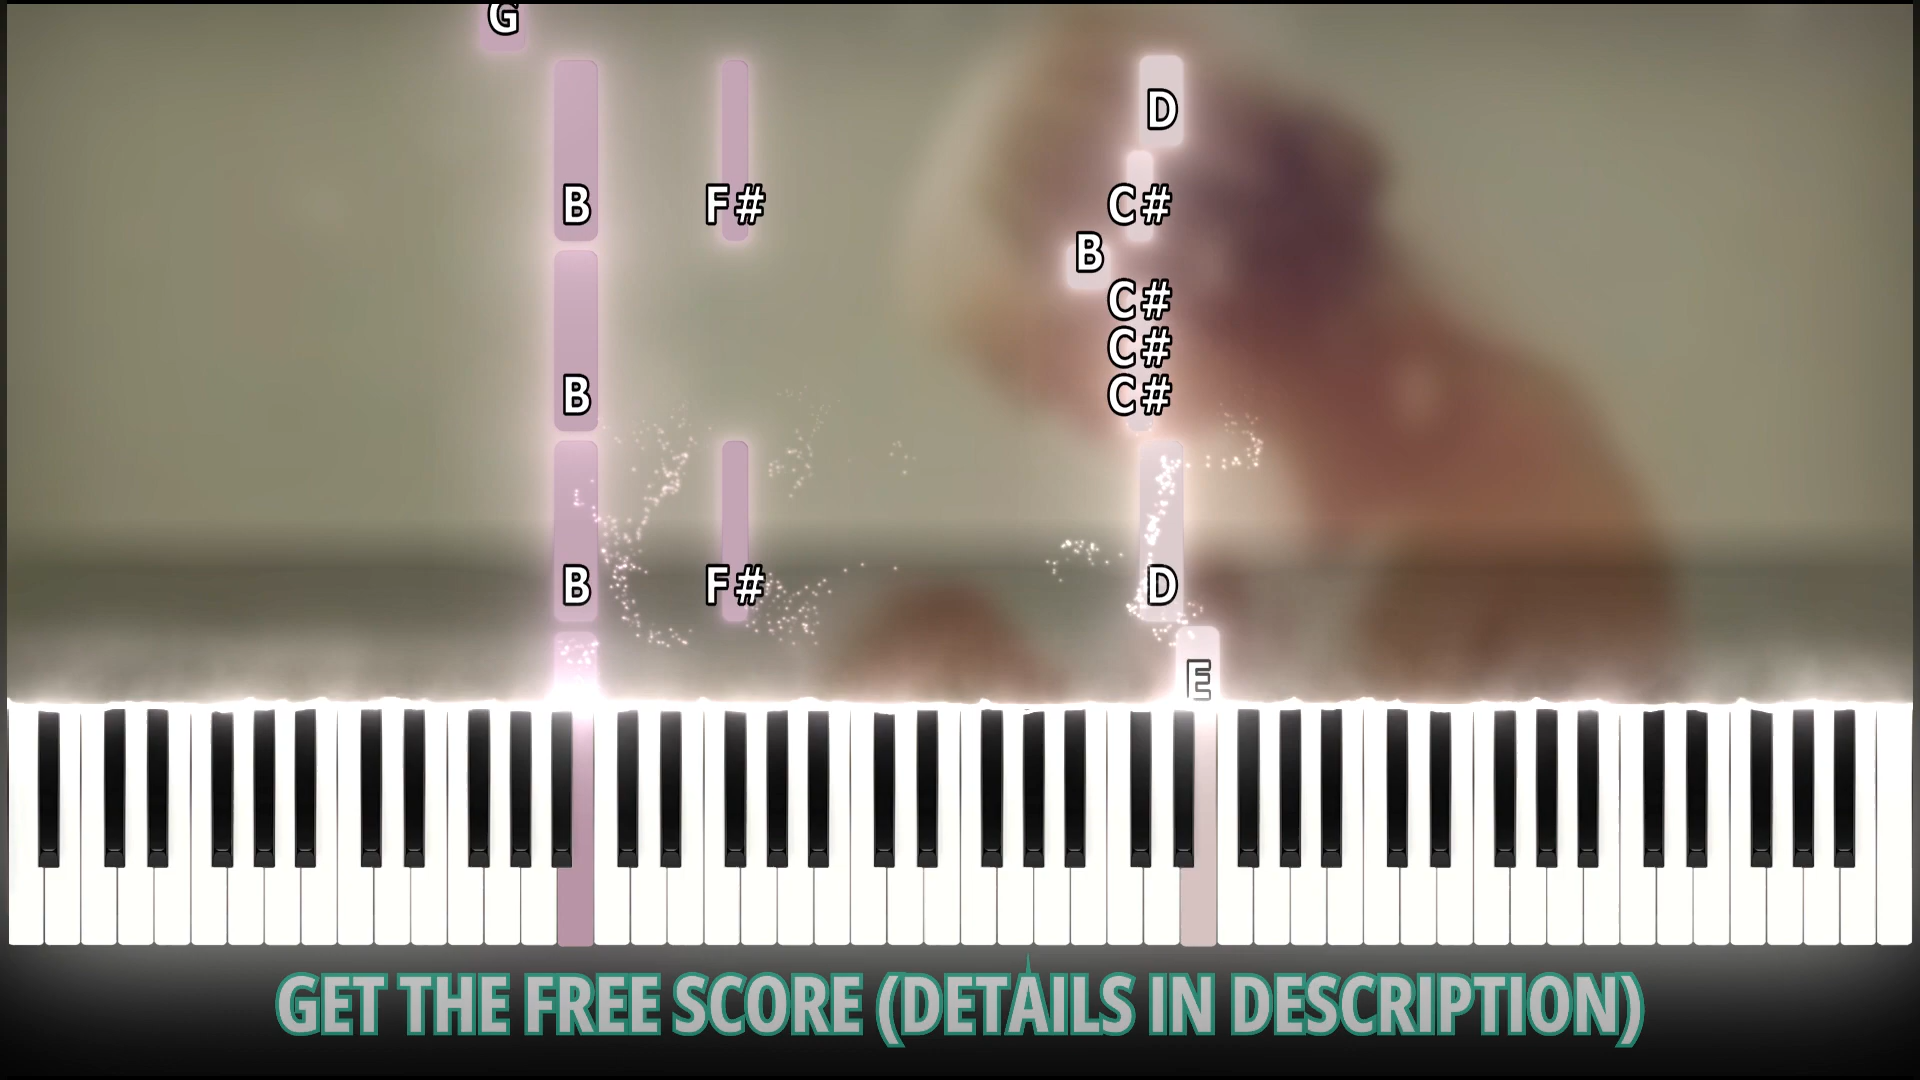 G
D
B F# C#
B
C#
C#
B C#
B F# D
E
GET THE FREE SCORE (DETAILS IN DESCRIPTION)